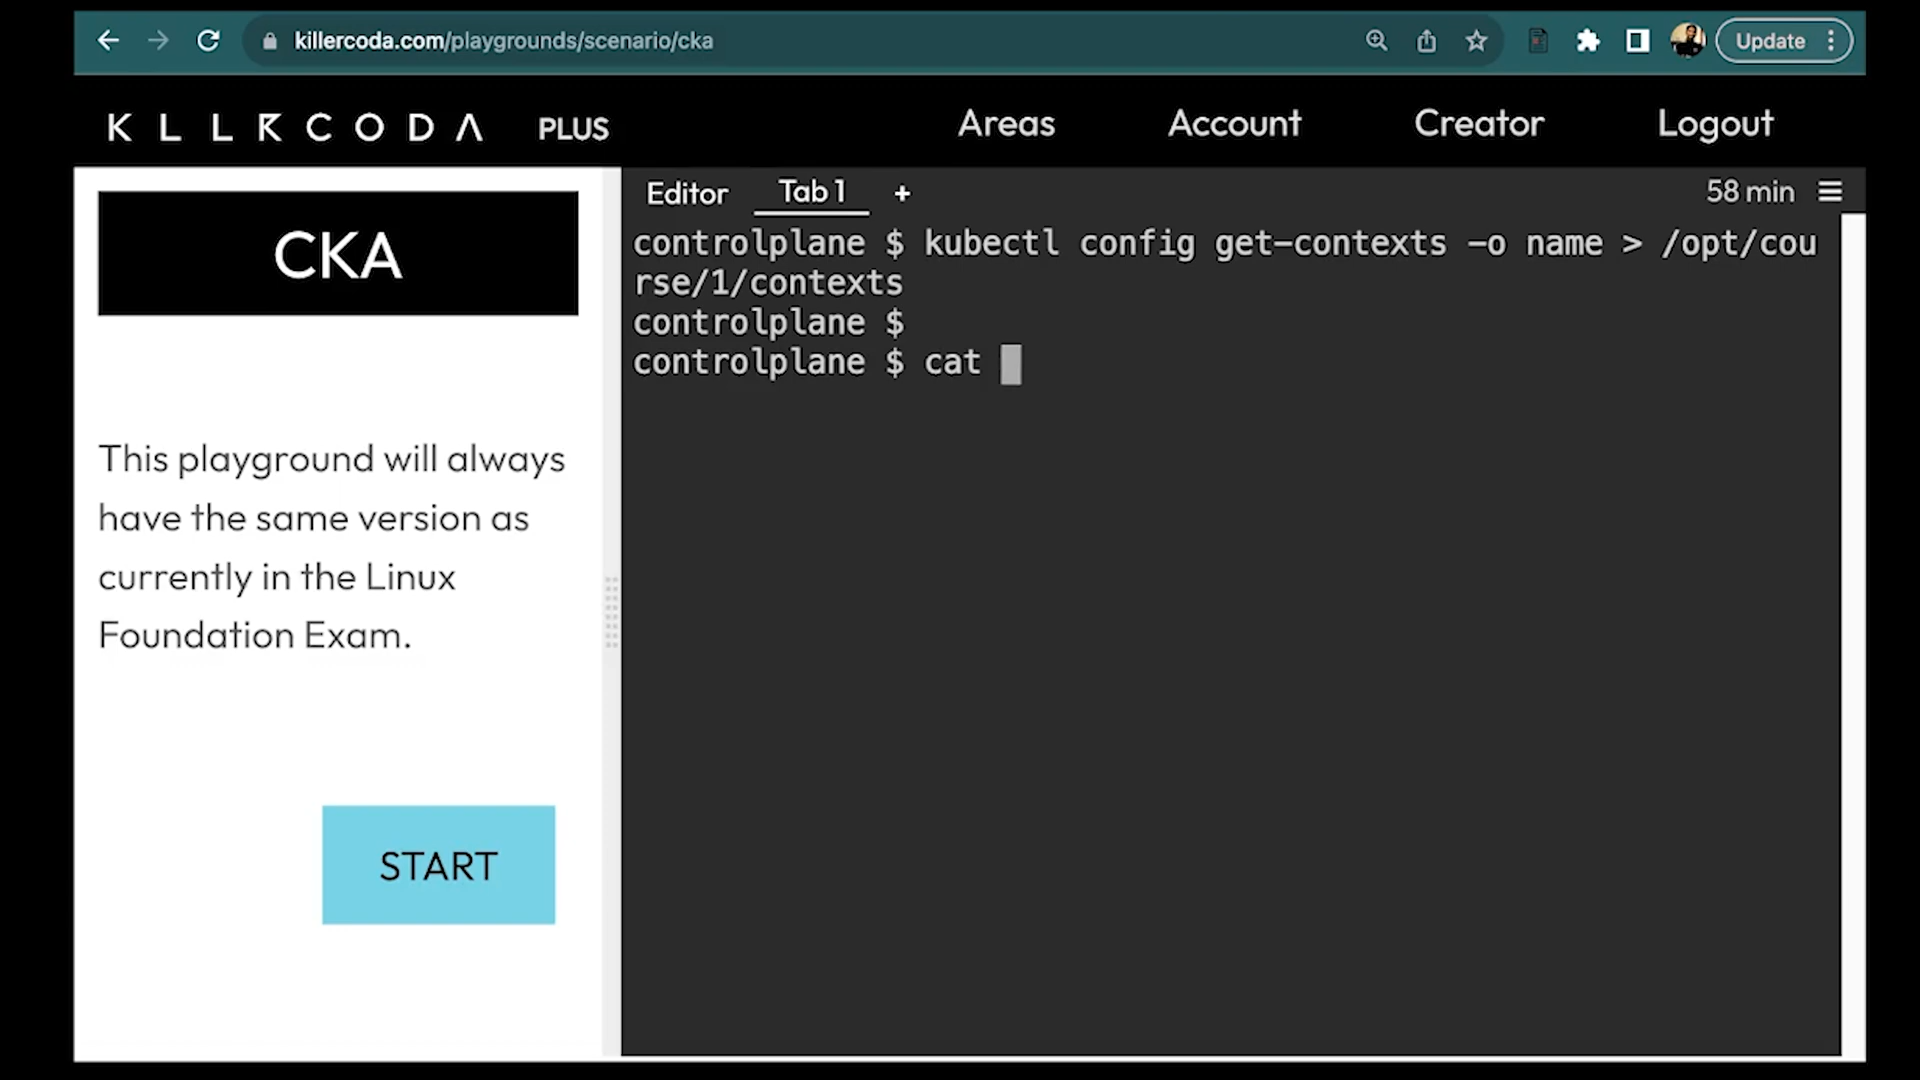 killercoda.com/playgrounds/scenario/cka
Update
KLLRCODA PLUS
Areas Account Creator Logout
Editor Tab 1 + 58 min
CKA
This playground will always
have the same version as
currently in the Linux
Foundation Exam.
START
controlplane $ kubectl config get-contexts -o name > /opt/cou
rse/1/contexts
controlplane $
controlplane $ cat